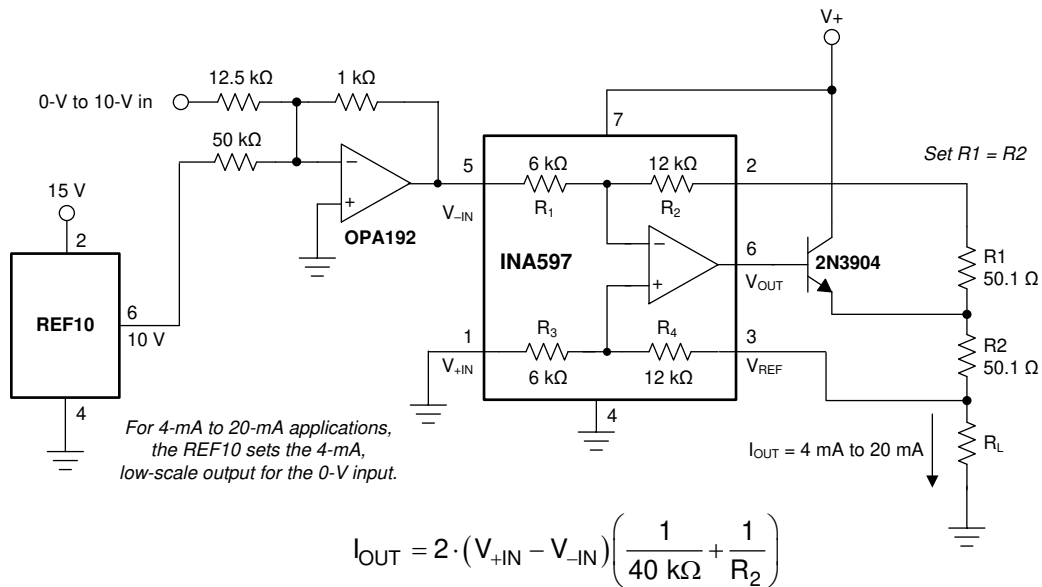 V+
12.5 kΩ
1 kΩ
0-V to 10-V in
50 kΩ
7
5
6 kΩ
12 kΩ
2
Set R1 = R2
15 V
V–IN
R1
R2
2
OPA192
INA597
6
2N3904
R1
50.1 Ω
VOUT
REF10
6
10 V
1
V+IN
R3
6 kΩ
R4
12 kΩ
3
VREF
R2
50.1 Ω
4
4
For 4-mA to 20-mA applications,
the REF10 sets the 4-mA,
low-scale output for the 0-V input.
IOUT = 4 mA to 20 mA
RL
IOUT = 2 · (V+IN – V–IN) (1 / 40 kΩ + 1 / R2)